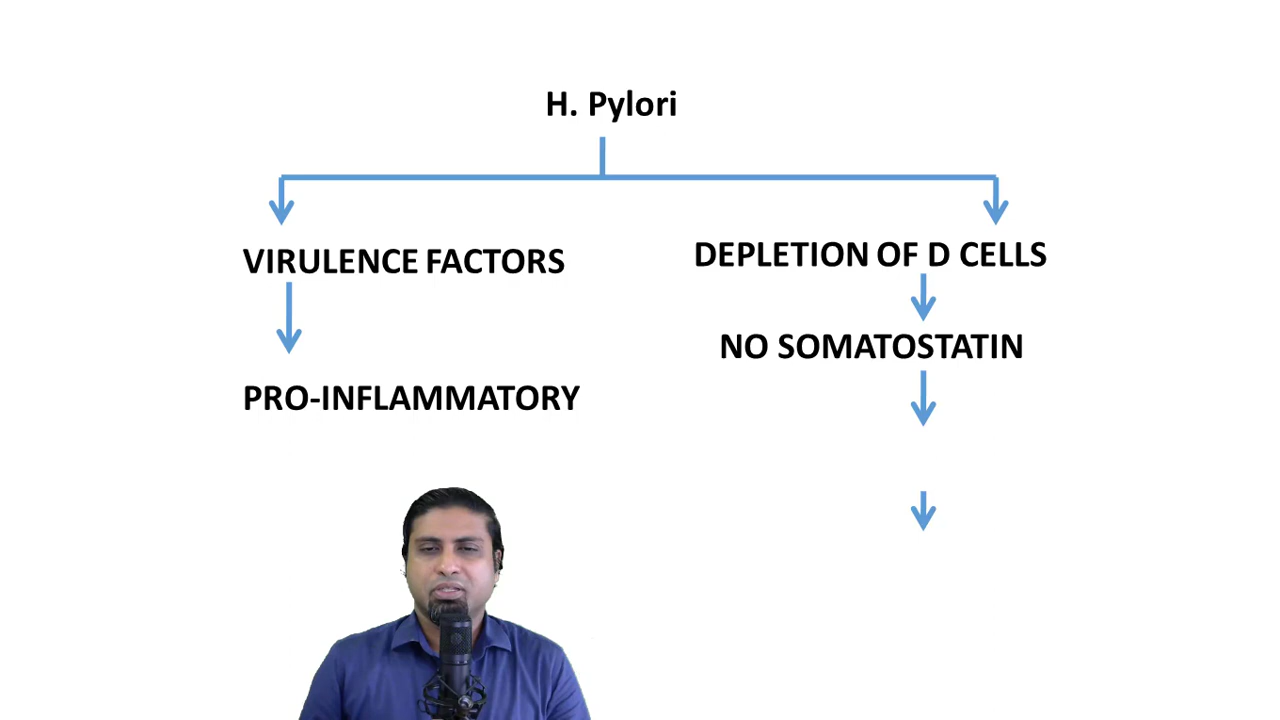 H. Pylori
VIRULENCE FACTORS
PRO-INFLAMMATORY
DEPLETION OF D CELLS
NO SOMATOSTATIN